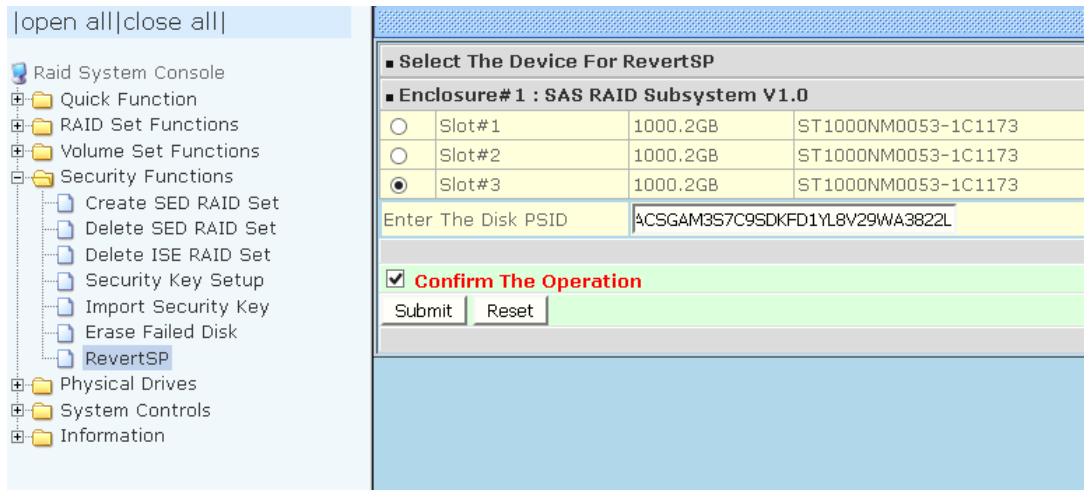 |open all|close all|
Raid System Console
Quick Function
RAID Set Functions
Volume Set Functions
Security Functions
Create SED RAID Set
Delete SED RAID Set
Delete ISE RAID Set
Security Key Setup
Import Security Key
Erase Failed Disk
RevertSP
Physical Drives
System Controls
Information
Select The Device For RevertSP
Enclosure#1 : SAS RAID Subsystem V1.0
Slot#1 1000.2GB ST1000NM0053-1C1173
Slot#2 1000.2GB ST1000NM0053-1C1173
Slot#3 1000.2GB ST1000NM0053-1C1173
Enter The Disk PSID ACSGAM3S7C9SDKFD1YL8V29WA3822L
Confirm The Operation
Submit Reset